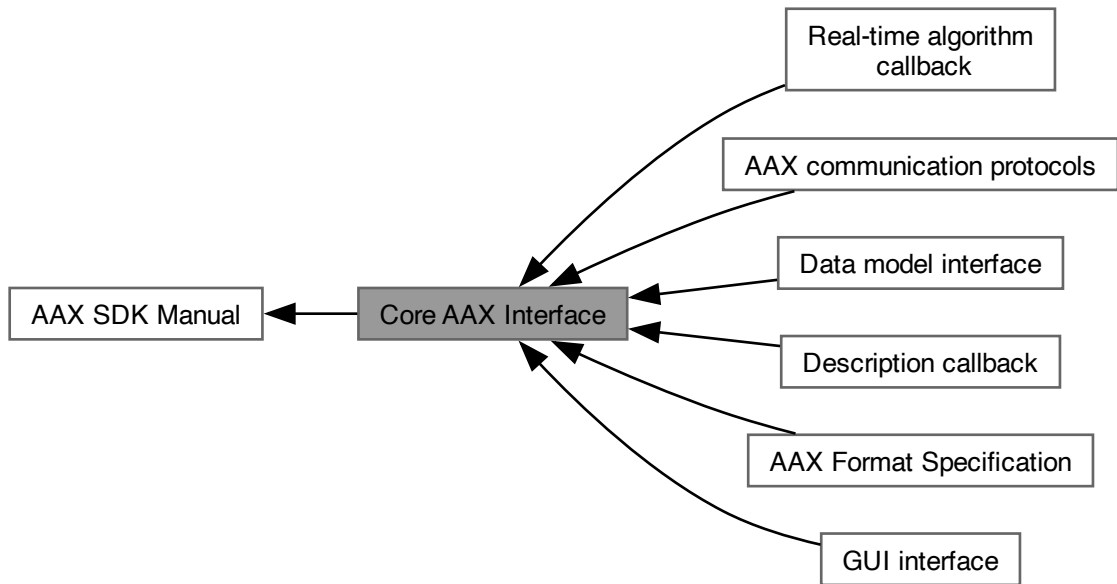 Real-time algorithm
callback
AAX communication protocols
Data model interface
AAX SDK Manual
Core AAX Interface
Description callback
AAX Format Specification
GUI interface